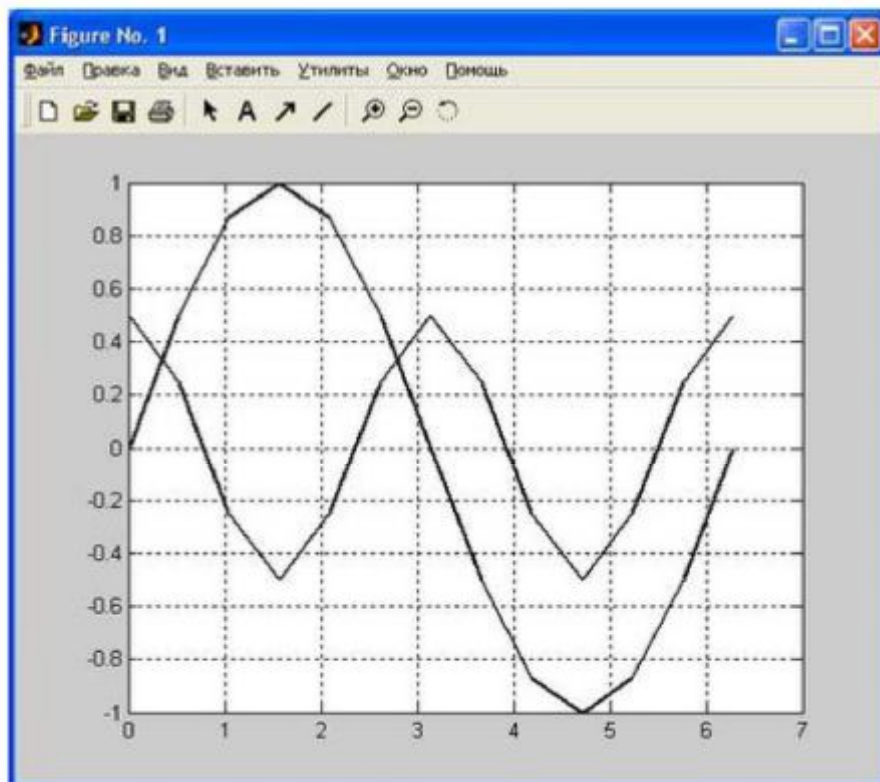 Figure No. 1
Файл Правка Вид Вставить Утилиты Окно Помощь
A
1
0.8
0.6
0.4
0.2
0
-0.2
-0.4
-0.6
-0.8
-1
0 1 2 3 4 5 6 7